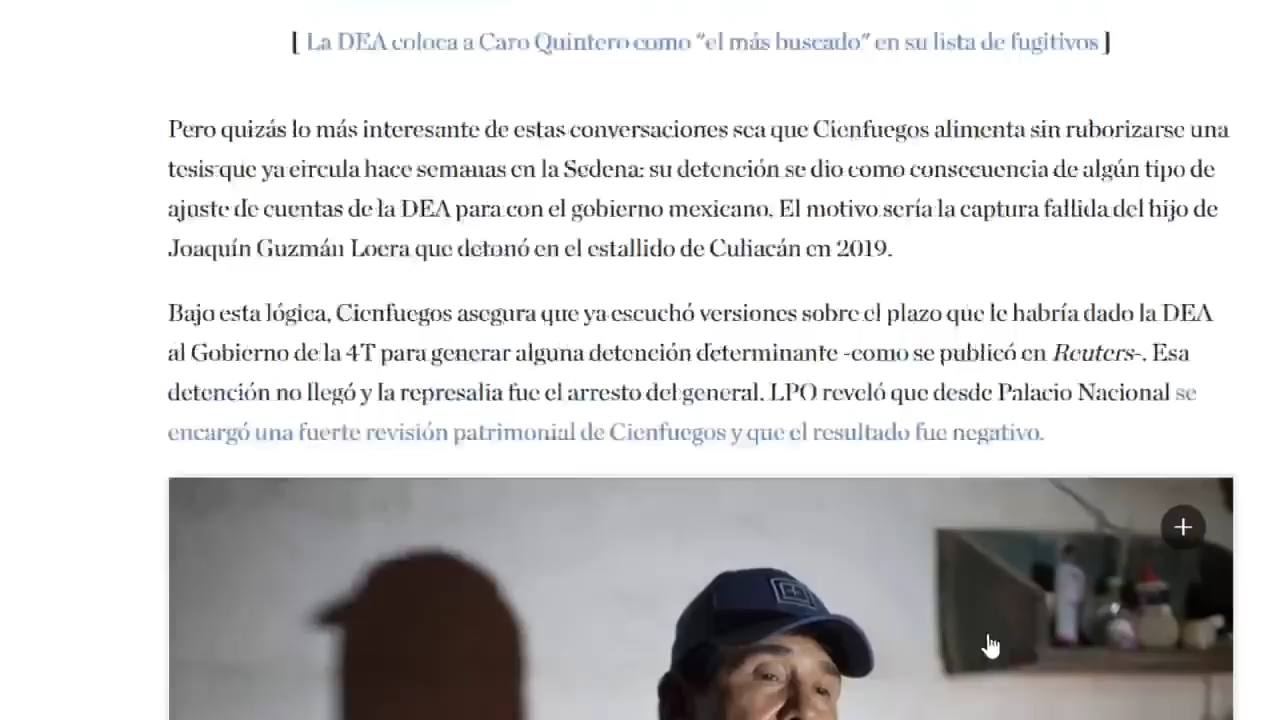 [ La DEA coloca a Caro Quintero como "el más buscado" en su lista de fugitivos ]
Pero quizás lo más interesante de estas conversaciones sea que Cienfuegos alimenta sin ruborizarse una
tesis que ya circula hace semanas en la Sedena: su detención se dio como consecuencia de algún tipo de
ajuste de cuentas de la DEA para con el gobierno mexicano. El motivo sería la captura fallida del hijo de
Joaquín Guzmán Loera que detonó en el estallido de Culiacán en 2019.
Bajo esta lógica, Cienfuegos asegura que ya escuchó versiones sobre el plazo que le habría dado la DEA
al Gobierno de la 4T para generar alguna detención determinante -como se publicó en Reuters-. Esa
detención no llegó y la represalia fue el arresto del general. LPO reveló que desde Palacio Nacional se
encargó una fuerte revisión patrimonial de Cienfuegos y que el resultado fue negativo.